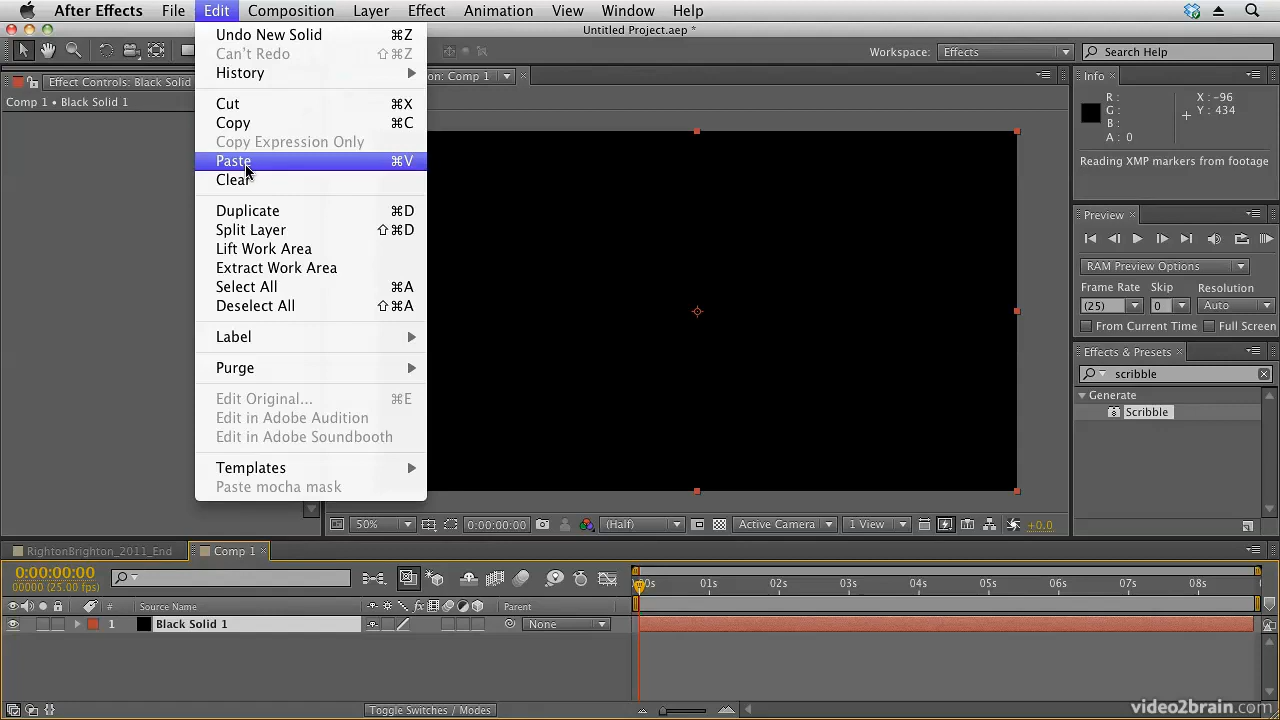 After Effects File Edit Composition Layer Effect Animation View Window Help
Untitled Project.aep *
Workspace: Effects Search Help
Effect Controls: Black Solid
Comp 1 • Black Solid 1
on: Comp 1
Undo New Solid ⌘Z
Can't Redo ⇧⌘Z
History
Cut ⌘X
Copy ⌘C
Copy Expression Only
Paste ⌘V
Clear
Duplicate ⌘D
Split Layer ⇧⌘D
Lift Work Area
Extract Work Area
Select All ⌘A
Deselect All ⇧⌘A
Label
Purge
Edit Original... ⌘E
Edit in Adobe Audition
Edit in Adobe Soundbooth
Templates
Paste mocha mask
Info
R : X : -96
G : Y : 434
B :
A : 0
Reading XMP markers from footage
Preview
RAM Preview Options
Frame Rate Skip Resolution
(25) 0 Auto
From Current Time Full Screen
Effects & Presets
scribble
Generate
Scribble
50% 0:00:00:00 (Half) Active Camera 1 View +0.0
RightonBrighton_2011_End Comp 1
0:00:00:00
00000 (25.00 fps)
00s 01s 02s 03s 04s 05s 06s 07s 08s
# Source Name Parent
1 Black Solid 1 None
Toggle Switches / Modes
video2brain.com